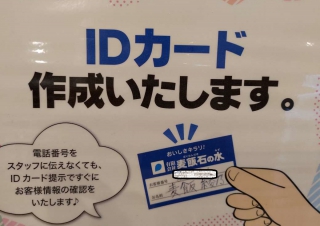 IDカード
作成いたします。
電話番号を
スタッフに伝えなくても、
IDカード提示ですぐに
お客様情報の確認を
いたします♪
おいしさキラリ!
麦飯石の水
麦飯